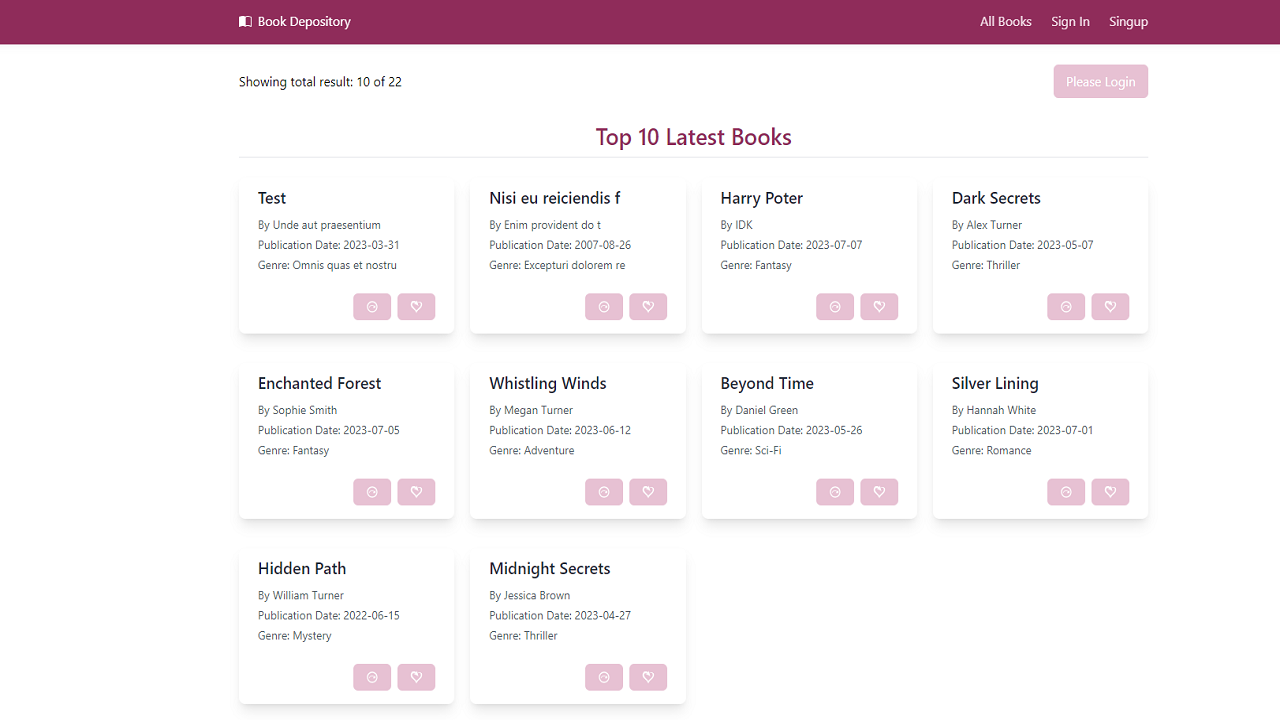 Book Depository
All Books
Sign In
Singup
Showing total result: 10 of 22
Please Login
Top 10 Latest Books
Test
By Unde aut praesentium
Publication Date: 2023-03-31
Genre: Omnis quas et nostru
Nisi eu reiciendis f
By Enim provident do t
Publication Date: 2007-08-26
Genre: Excepturi dolorem re
Harry Poter
By IDK
Publication Date: 2023-07-07
Genre: Fantasy
Dark Secrets
By Alex Turner
Publication Date: 2023-05-07
Genre: Thriller
Enchanted Forest
By Sophie Smith
Publication Date: 2023-07-05
Genre: Fantasy
Whistling Winds
By Megan Turner
Publication Date: 2023-06-12
Genre: Adventure
Beyond Time
By Daniel Green
Publication Date: 2023-05-26
Genre: Sci-Fi
Silver Lining
By Hannah White
Publication Date: 2023-07-01
Genre: Romance
Hidden Path
By William Turner
Publication Date: 2022-06-15
Genre: Mystery
Midnight Secrets
By Jessica Brown
Publication Date: 2023-04-27
Genre: Thriller